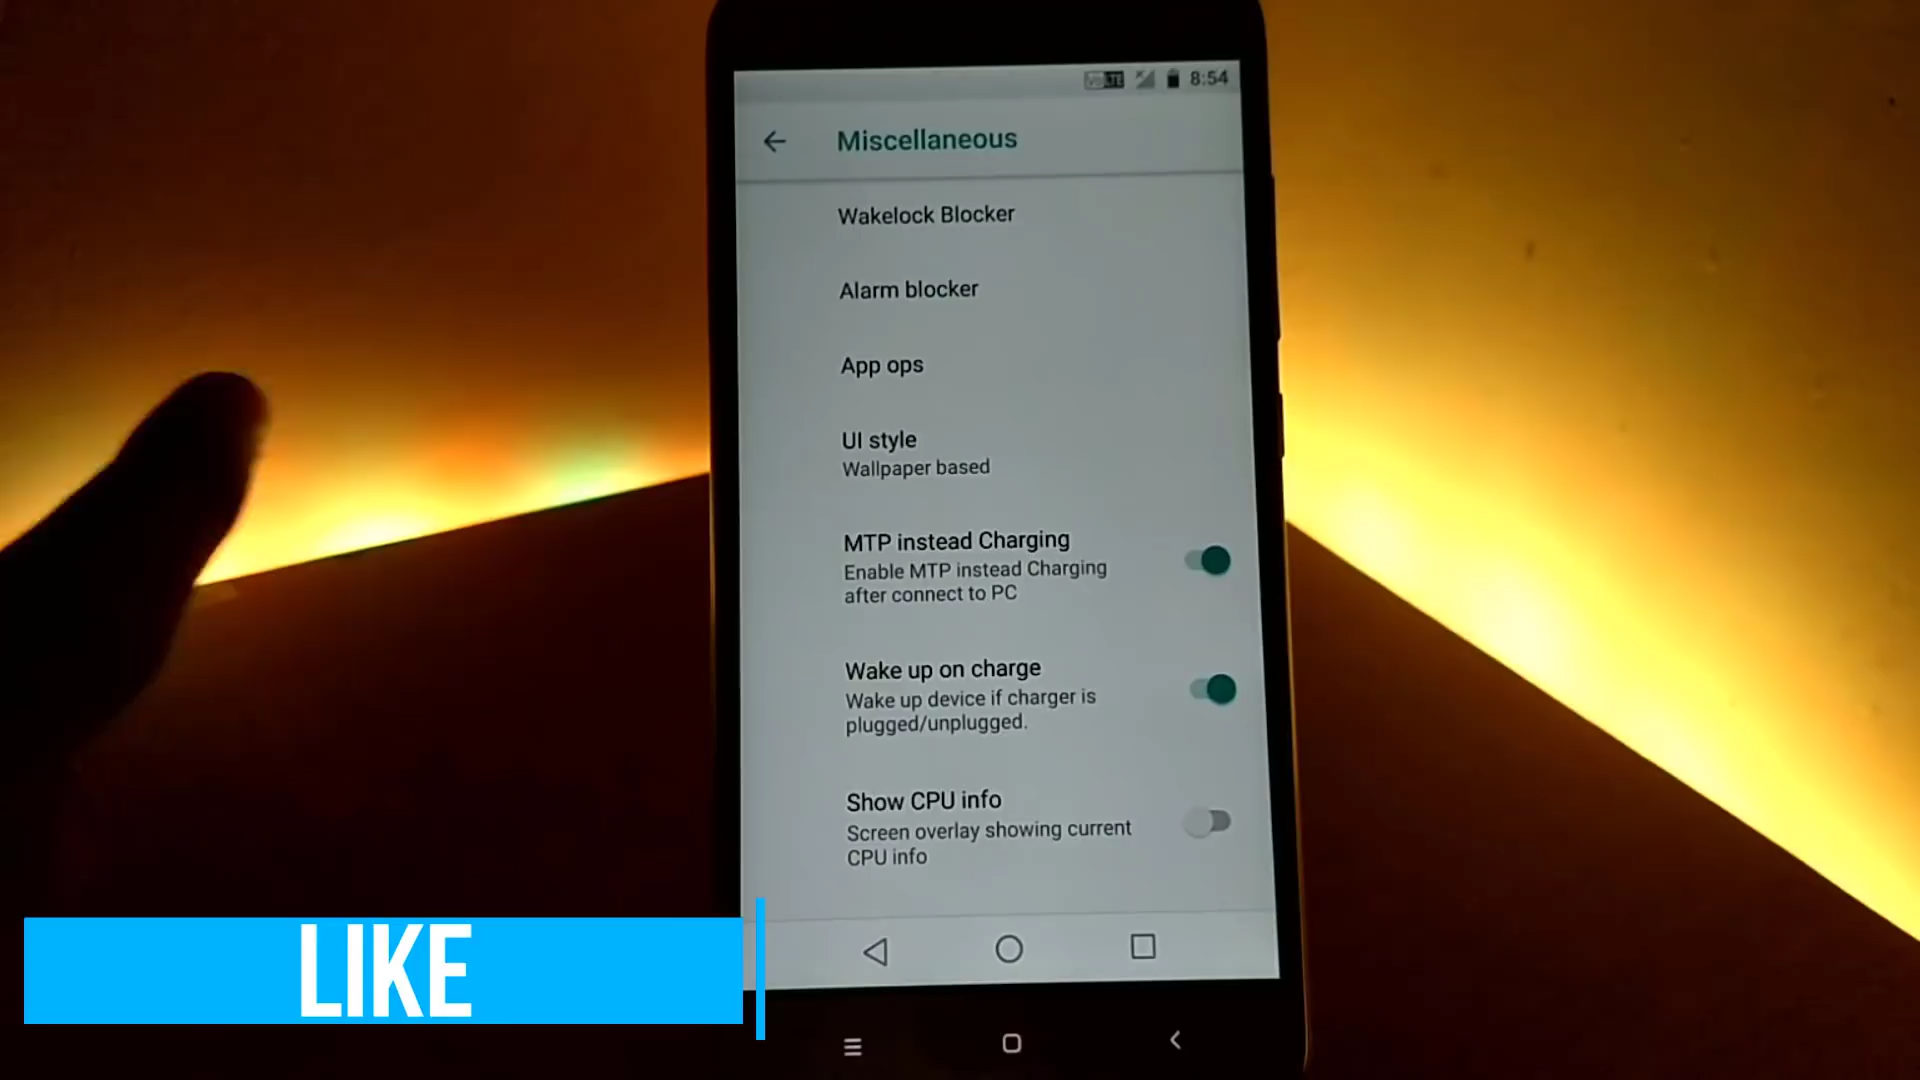 VoLTE 8:54
Miscellaneous
Wakelock Blocker
Alarm blocker
App ops
UI style
Wallpaper based
MTP instead Charging
Enable MTP instead Charging
after connect to PC
Wake up on charge
Wake up device if charger is
plugged/unplugged.
Show CPU info
Screen overlay showing current
CPU info
LIKE